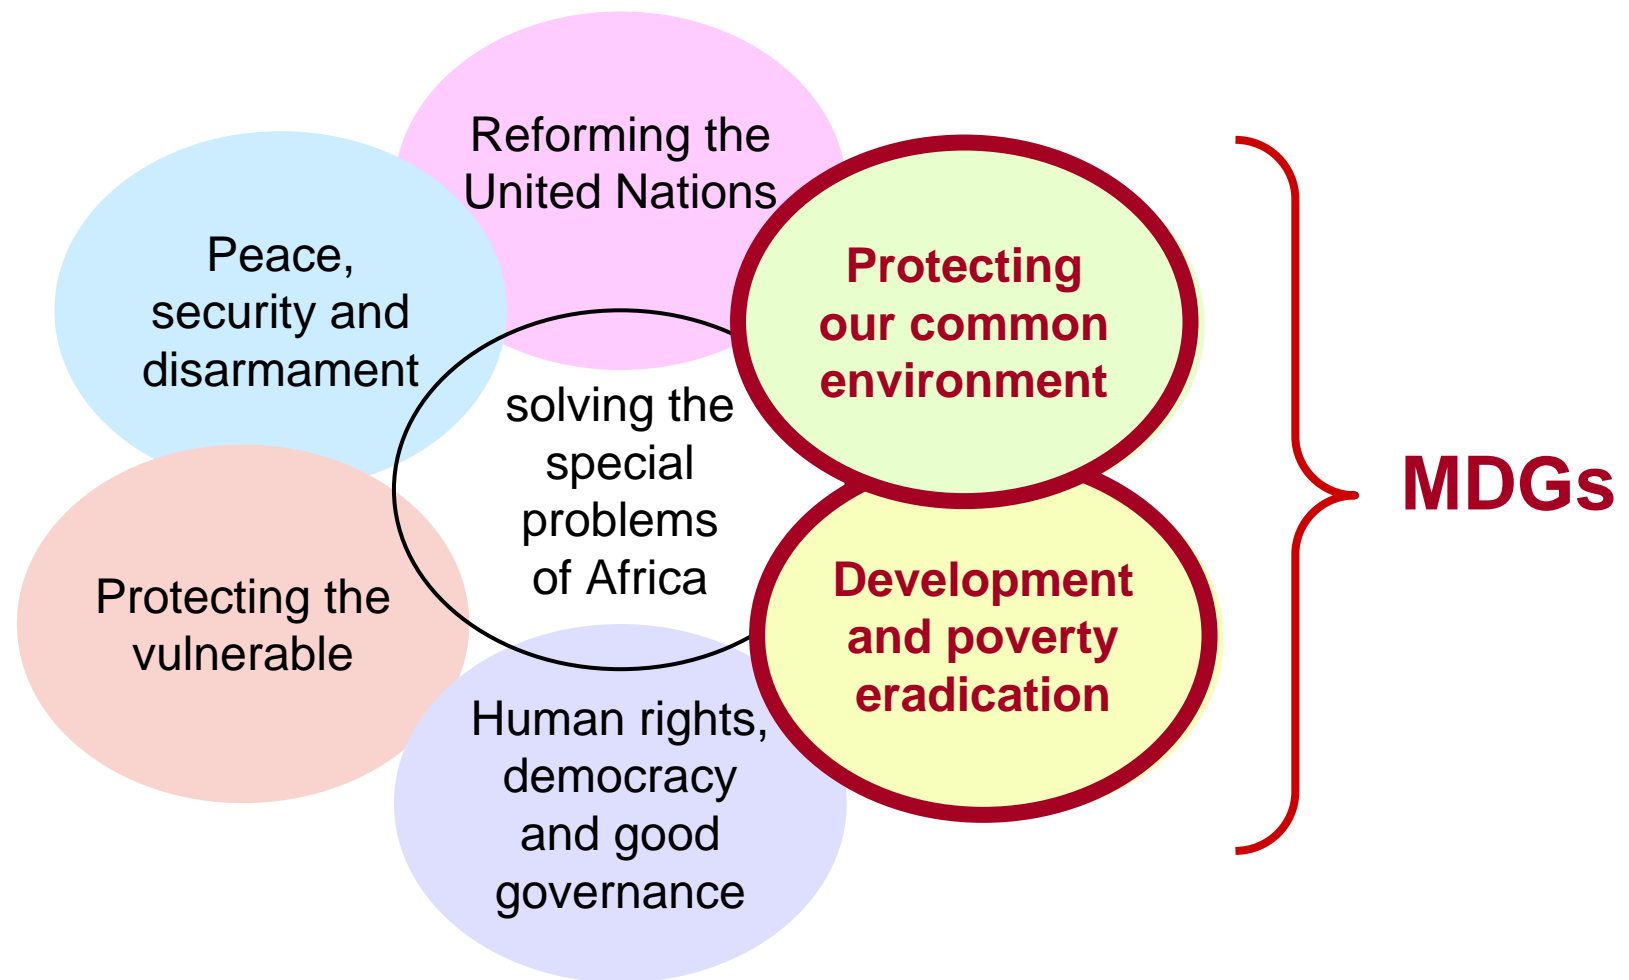 Reforming the
United Nations
Peace,
security and
disarmament
Protecting
our common
environment
solving the
special
problems
of Africa
MDGs
Protecting the
vulnerable
Development
and poverty
eradication
Human rights,
democracy
and good
governance